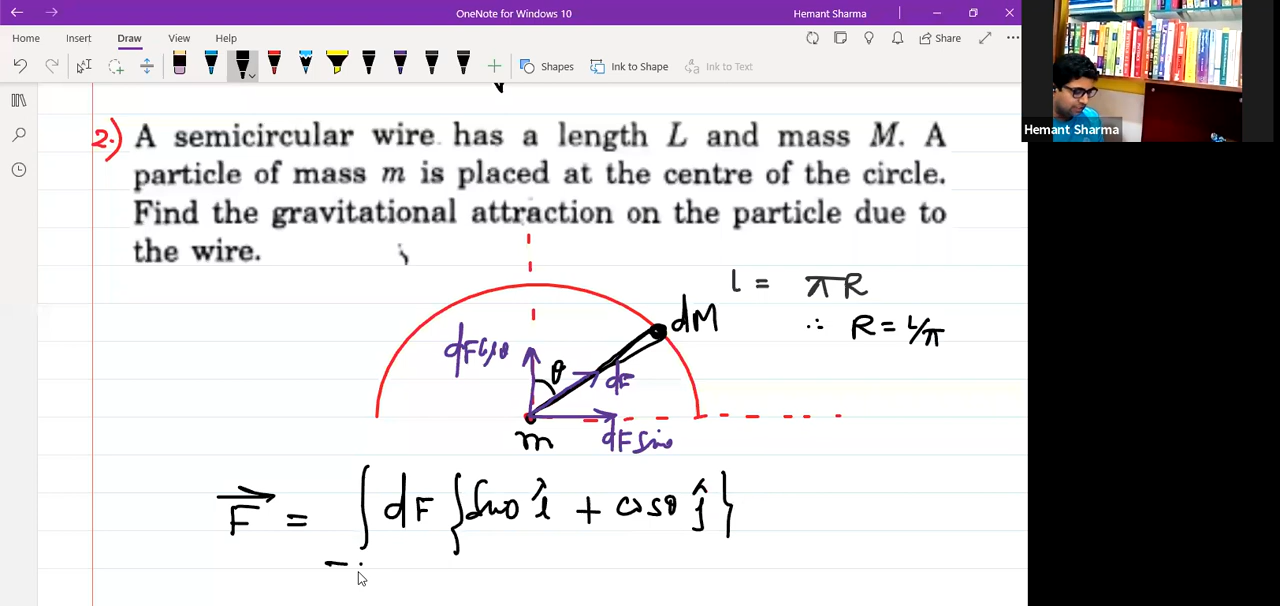 OneNote for Windows 10
Hemant Sharma
Home Insert Draw View Help
Share
Shapes
Ink to Shape
Ink to Text
Hemant Sharma
2.) A semicircular wire has a length L and mass M. A
particle of mass m is placed at the centre of the circle.
Find the gravitational attraction on the particle due to
the wire.
l = πR
∴ R = L/π
dM
dF cosθ
θ
dF
m
dF sinθ
F⃗ = ∫ dF {sinθ î + cosθ ĵ}